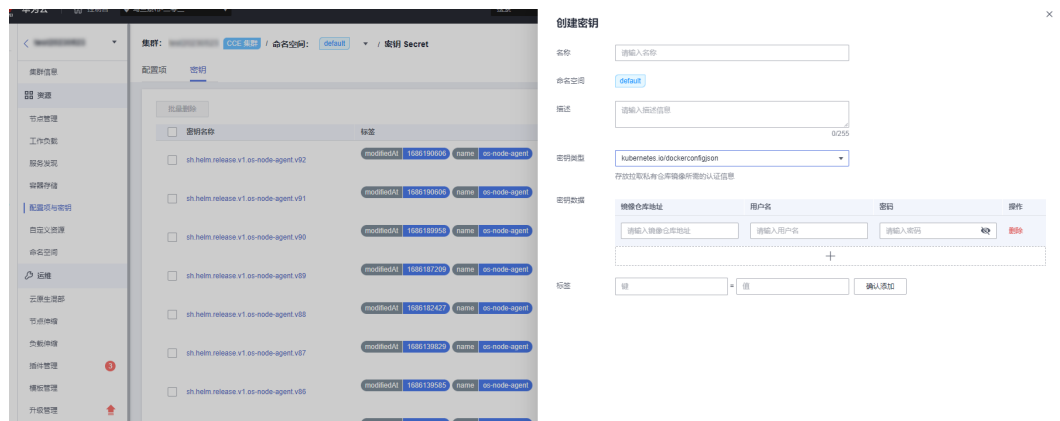 集群: CCE 集群 / 命名空间: default / 密钥 Secret
集群信息
资源
节点管理
工作负载
服务发现
容器存储
配置项与密钥
自定义资源
命名空间
运维
云原生混部
节点伸缩
负载伸缩
插件管理 3
模板管理
升级管理
配置项 密钥
批量删除
密钥名称 标签
sh.helm.release.v1.os-node-agent.v92 modifiedAt 1686190606 name os-node-agent
sh.helm.release.v1.os-node-agent.v91 modifiedAt 1686190606 name os-node-agent
sh.helm.release.v1.os-node-agent.v90 modifiedAt 1686189958 name os-node-agent
sh.helm.release.v1.os-node-agent.v89 modifiedAt 1686187209 name os-node-agent
sh.helm.release.v1.os-node-agent.v88 modifiedAt 1686182427 name os-node-agent
sh.helm.release.v1.os-node-agent.v87 modifiedAt 1686139829 name os-node-agent
sh.helm.release.v1.os-node-agent.v86 modifiedAt 1686139585 name os-node-agent
创建密钥
名称 请输入名称
命名空间 default
描述 请输入描述信息
0/255
密钥类型 kubernetes.io/dockerconfigjson
存放拉取私有仓库镜像所需的认证信息
密钥数据
镜像仓库地址 用户名 密码 操作
请输入镜像仓库地址 请输入用户名 请输入密码 删除
标签 键 = 值 确认添加